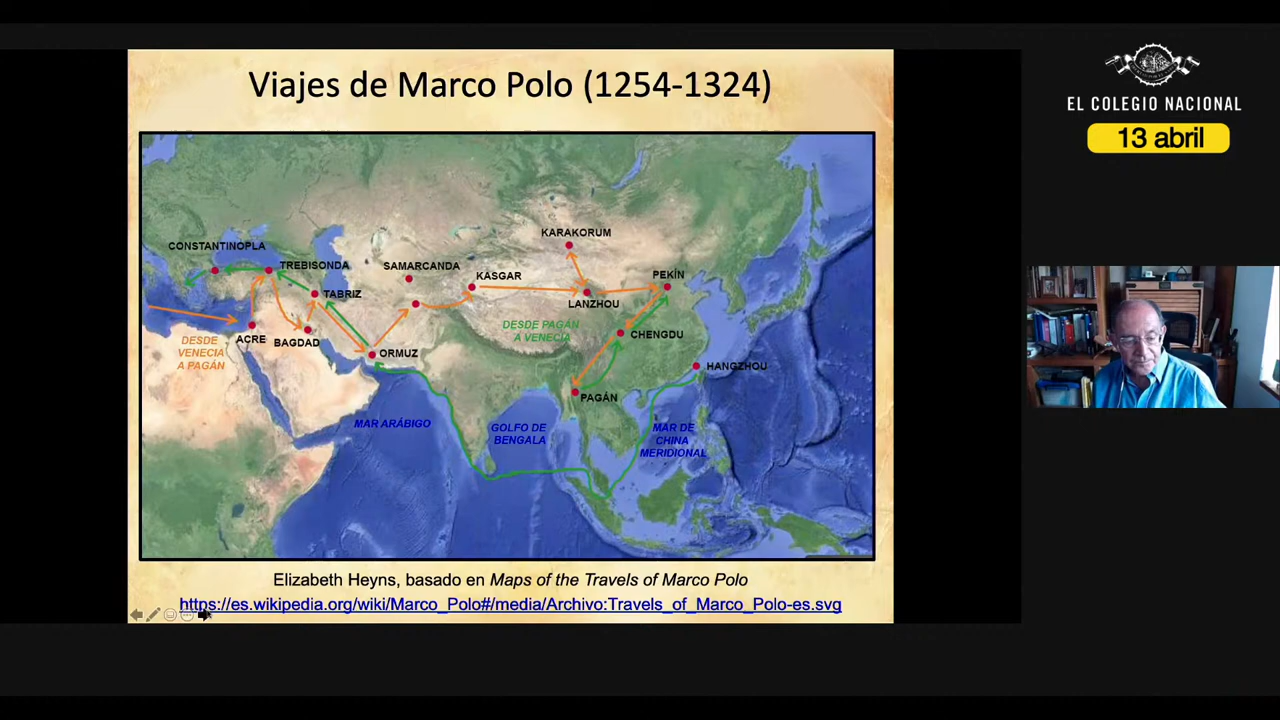 Viajes de Marco Polo (1254-1324)
KARAKORUM
CONSTANTINOPLA
TREBISONDA
SAMARCANDA
KASGAR
PEKÍN
TABRIZ
LANZHOU
DESDE PAGÁN
A VENECIA
CHENGDU
DESDE
VENECIA
A PAGÁN
ACRE
BAGDAD
ORMUZ
HANGZHOU
PAGÁN
MAR ARÁBIGO
GOLFO DE
BENGALA
MAR DE
CHINA
MERIDIONAL
Elizabeth Heyns, basado en Maps of the Travels of Marco Polo
https://es.wikipedia.org/wiki/Marco_Polo#/media/Archivo:Travels_of_Marco_Polo-es.svg
EL COLEGIO NACIONAL
13 abril